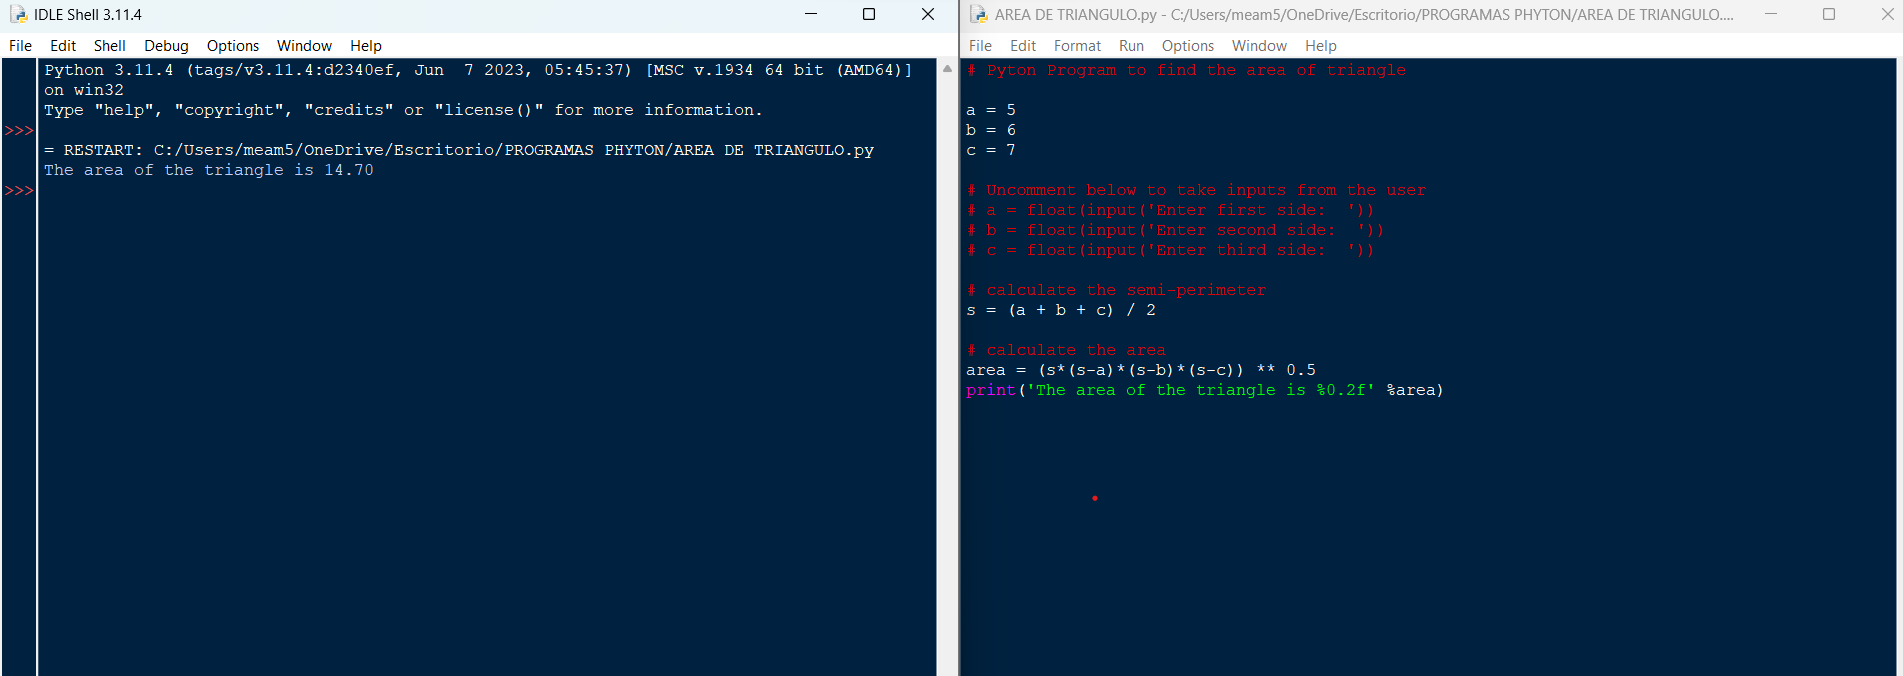 IDLE Shell 3.11.4
File Edit Shell Debug Options Window Help
Python 3.11.4 (tags/v3.11.4:d2340ef, Jun  7 2023, 05:45:37) [MSC v.1934 64 bit (AMD64)]
on win32
Type "help", "copyright", "credits" or "license()" for more information.
>>>
= RESTART: C:/Users/meam5/OneDrive/Escritorio/PROGRAMAS PHYTON/AREA DE TRIANGULO.py
The area of the triangle is 14.70
>>>
AREA DE TRIANGULO.py - C:/Users/meam5/OneDrive/Escritorio/PROGRAMAS PHYTON/AREA DE TRIANGULO....
File Edit Format Run Options Window Help
# Pyton Program to find the area of triangle
a = 5
b = 6
c = 7
# Uncomment below to take inputs from the user
# a = float(input('Enter first side:  '))
# b = float(input('Enter second side:  '))
# c = float(input('Enter third side:  '))
# calculate the semi-perimeter
s = (a + b + c) / 2
# calculate the area
area = (s*(s-a)*(s-b)*(s-c)) ** 0.5
print('The area of the triangle is %0.2f' %area)